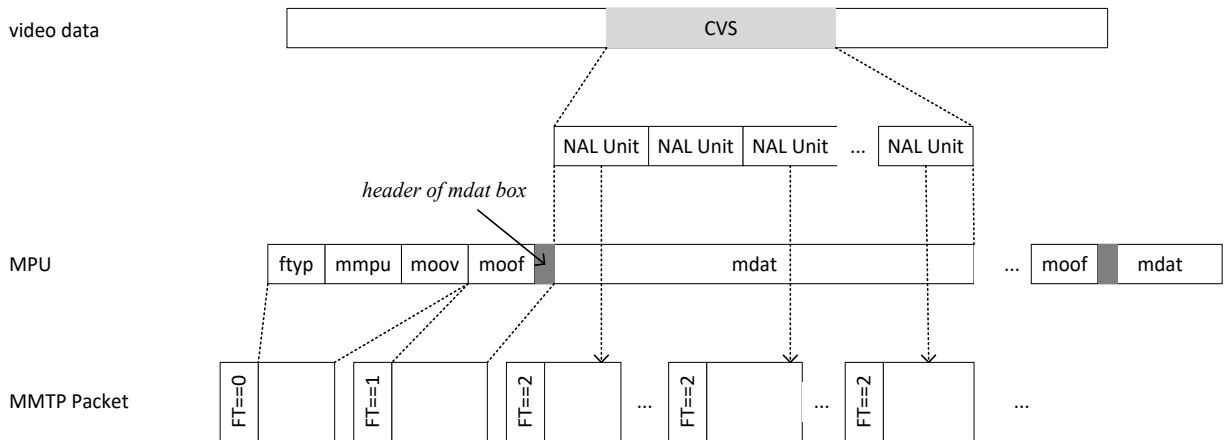 video data
CVS
NAL Unit NAL Unit NAL Unit ... NAL Unit
header of mdat box
MPU
ftyp mmpu moov moof mdat ... moof mdat
MMTP Packet
FT==0 FT==1 FT==2 ... FT==2 ... FT==2 ...